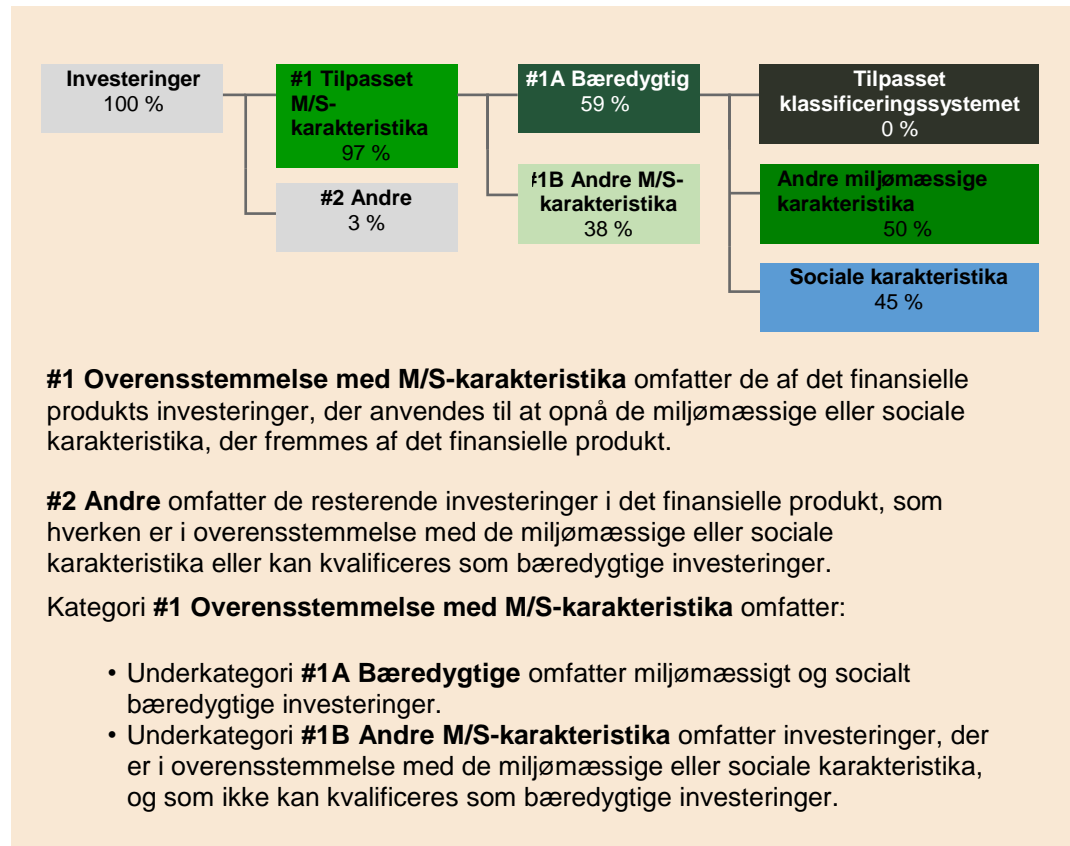 Investeringer
100 %
#1 Tilpasset
M/S-
karakteristika
97 %
#2 Andre
3 %
#1A Bæredygtig
59 %
#1B Andre M/S-
karakteristika
38 %
Tilpasset
klassificeringssystemet
0 %
Andre miljømæssige
karakteristika
50 %
Sociale karakteristika
45 %
#1 Overensstemmelse med M/S-karakteristika omfatter de af det finansielle
produkts investeringer, der anvendes til at opnå de miljømæssige eller sociale
karakteristika, der fremmes af det finansielle produkt.
#2 Andre omfatter de resterende investeringer i det finansielle produkt, som
hverken er i overensstemmelse med de miljømæssige eller sociale
karakteristika eller kan kvalificeres som bæredygtige investeringer.
Kategori #1 Overensstemmelse med M/S-karakteristika omfatter:
• Underkategori #1A Bæredygtige omfatter miljømæssigt og socialt
bæredygtige investeringer.
• Underkategori #1B Andre M/S-karakteristika omfatter investeringer, der
er i overensstemmelse med de miljømæssige eller sociale karakteristika,
og som ikke kan kvalificeres som bæredygtige investeringer.